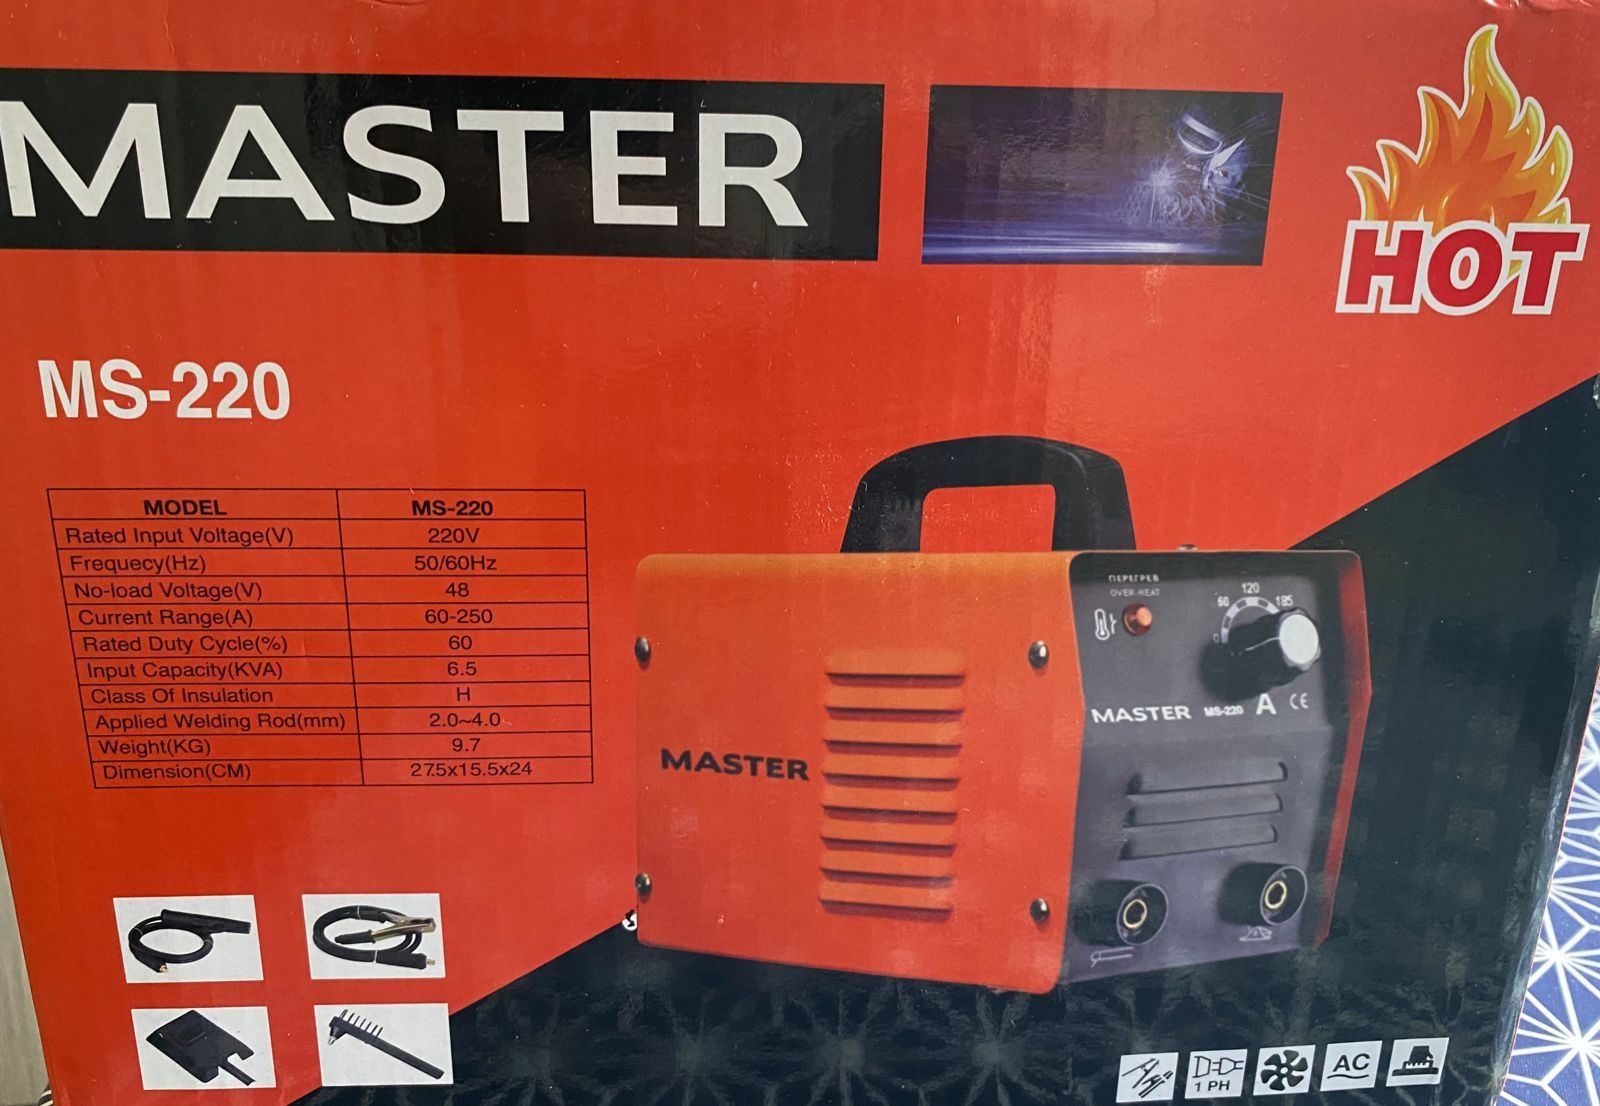 MASTER
HOT
MS-220
MODEL MS-220
Rated Input Voltage(V) 220V
Frequecy(Hz) 50/60Hz
No-load Voltage(V) 48
Current Range(A) 60-250
Rated Duty Cycle(%) 60
Input Capacity(KVA) 6.5
Class Of Insulation H
Applied Welding Rod(mm) 2.0~4.0
Weight(KG) 9.7
Dimension(CM) 27.5x15.5x24
ПЕРЕГРЕВ
OVER-HEAT
0 60 120 185
MASTER MS-220 A CE
MASTER
1 PH
AC